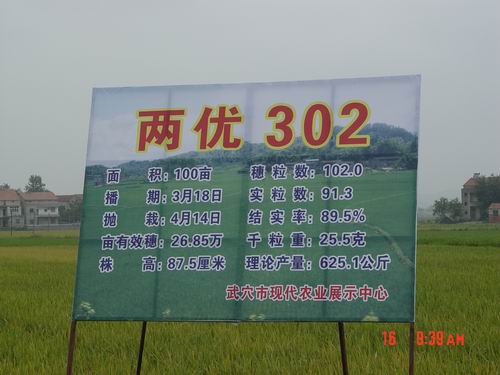 两优 302
面 积:100亩 穗 粒 数:102.0
播 期:3月18日 实 粒 数:91.3
抛 栽:4月14日 结 实 率:89.5%
亩有效穗:26.85万 千 粒 重:25.5克
株 高:87.5厘米 理论产量:625.1公斤
武穴市现代农业展示中心
16 9:39 AM